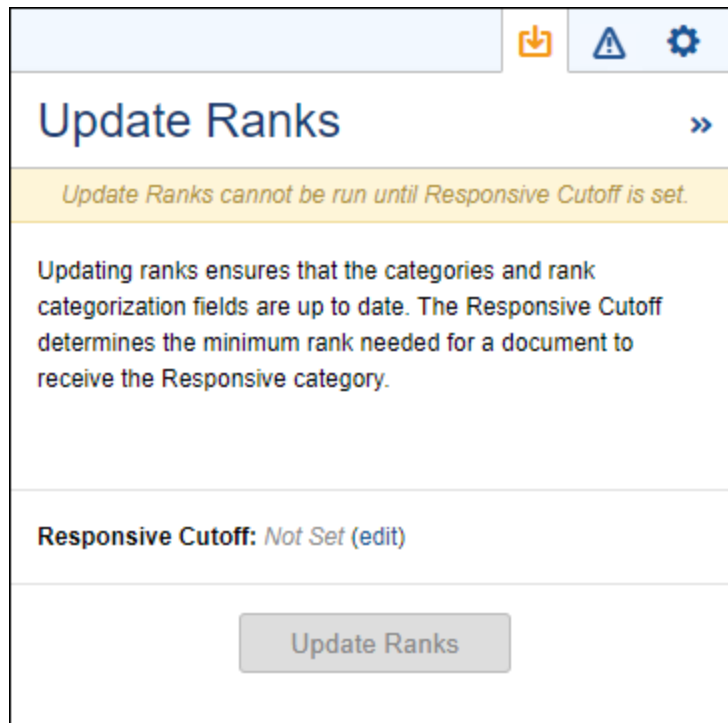 Update Ranks
»
Update Ranks cannot be run until Responsive Cutoff is set.
Updating ranks ensures that the categories and rank
categorization fields are up to date. The Responsive Cutoff
determines the minimum rank needed for a document to
receive the Responsive category.
Responsive Cutoff: Not Set (edit)
Update Ranks